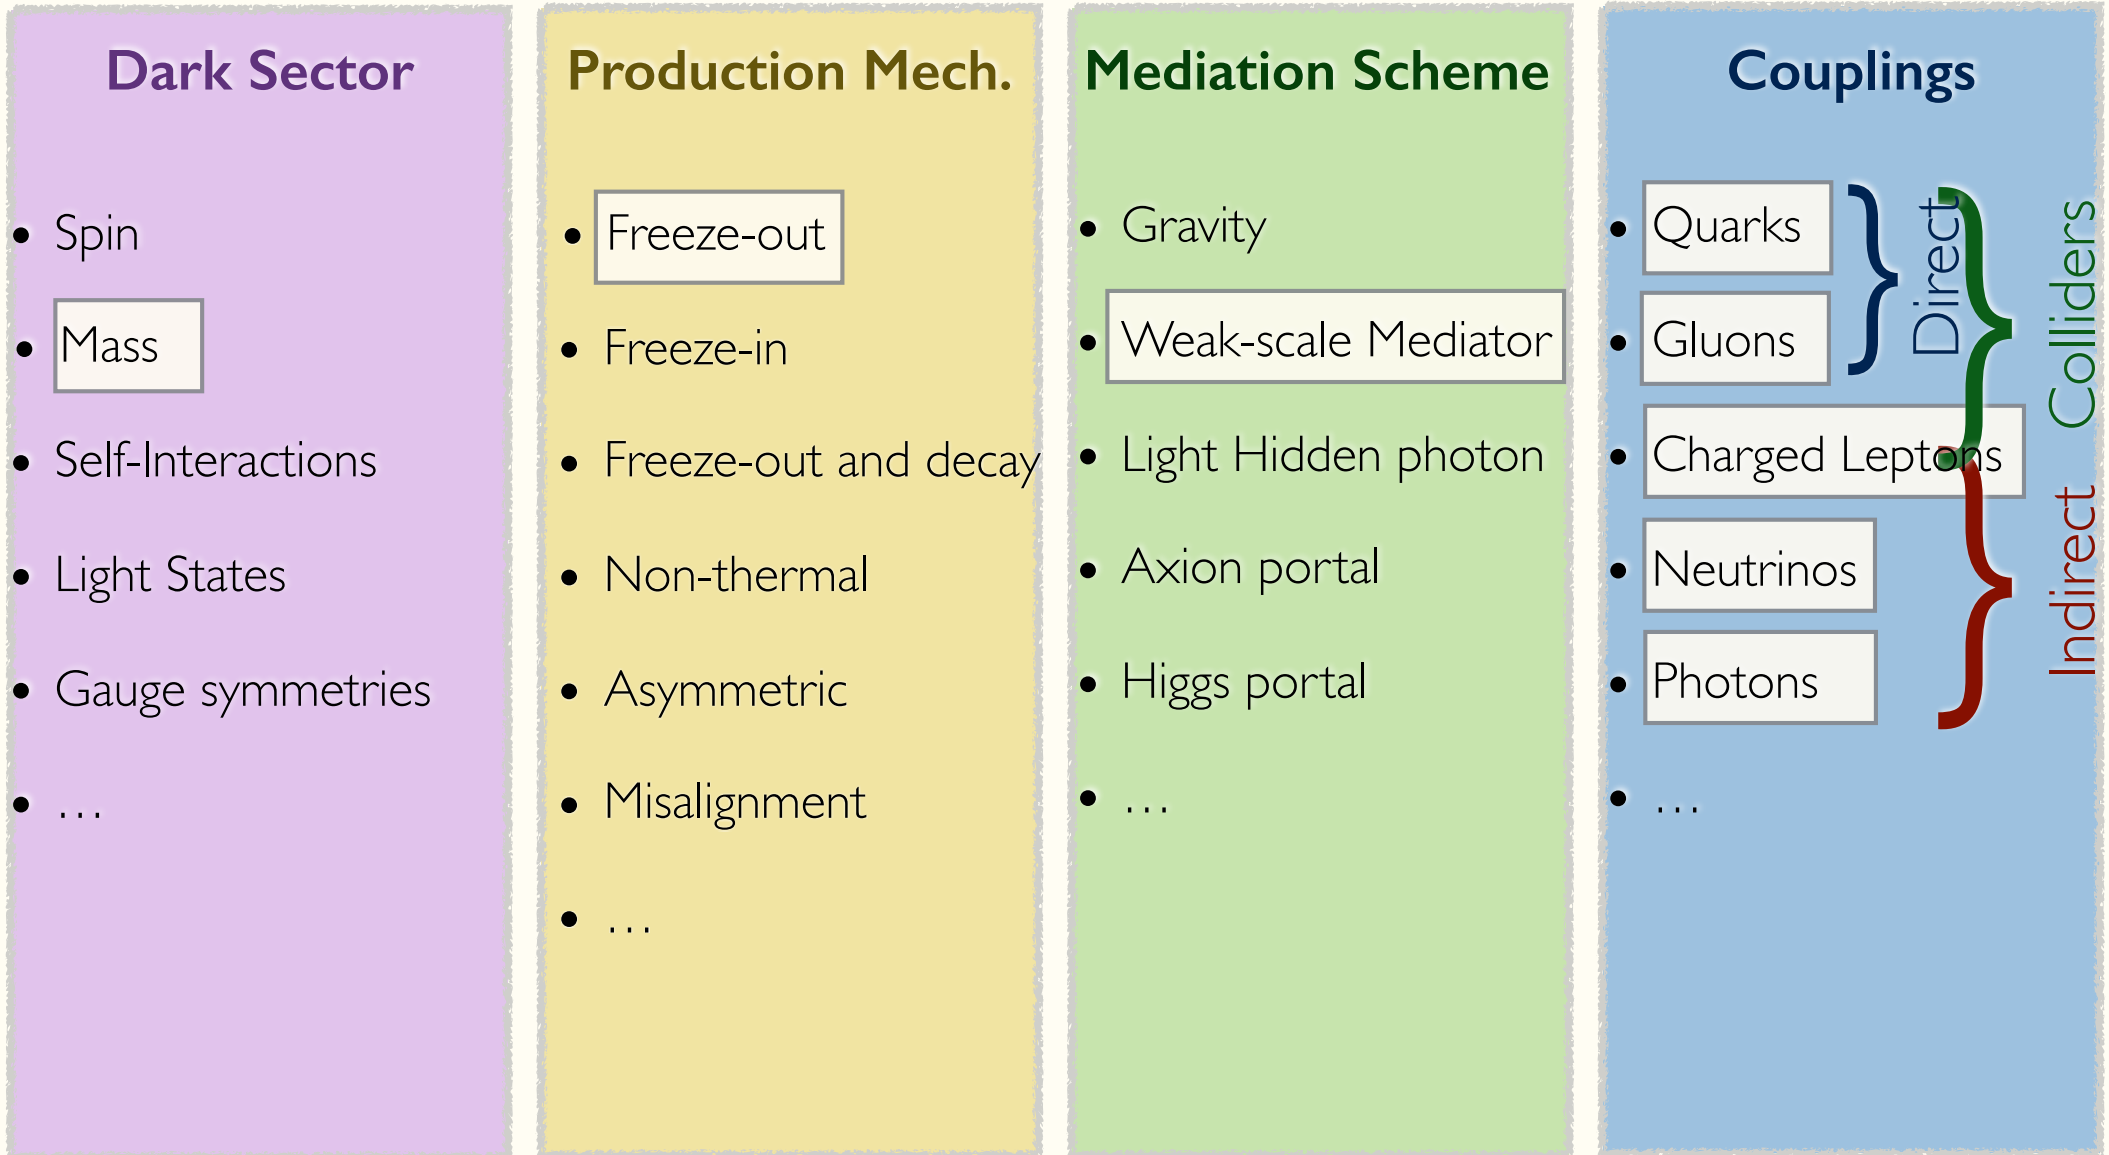 Dark Sector
• Spin
• Mass
• Self-Interactions
• Light States
• Gauge symmetries
• …
Production Mech.
• Freeze-out
• Freeze-in
• Freeze-out and decay
• Non-thermal
• Asymmetric
• Misalignment
• …
Mediation Scheme
• Gravity
• Weak-scale Mediator
• Light Hidden photon
• Axion portal
• Higgs portal
• …
Couplings
• Quarks
• Gluons
• Charged Leptons
• Neutrinos
• Photons
• …
Direct
Colliders
Indirect